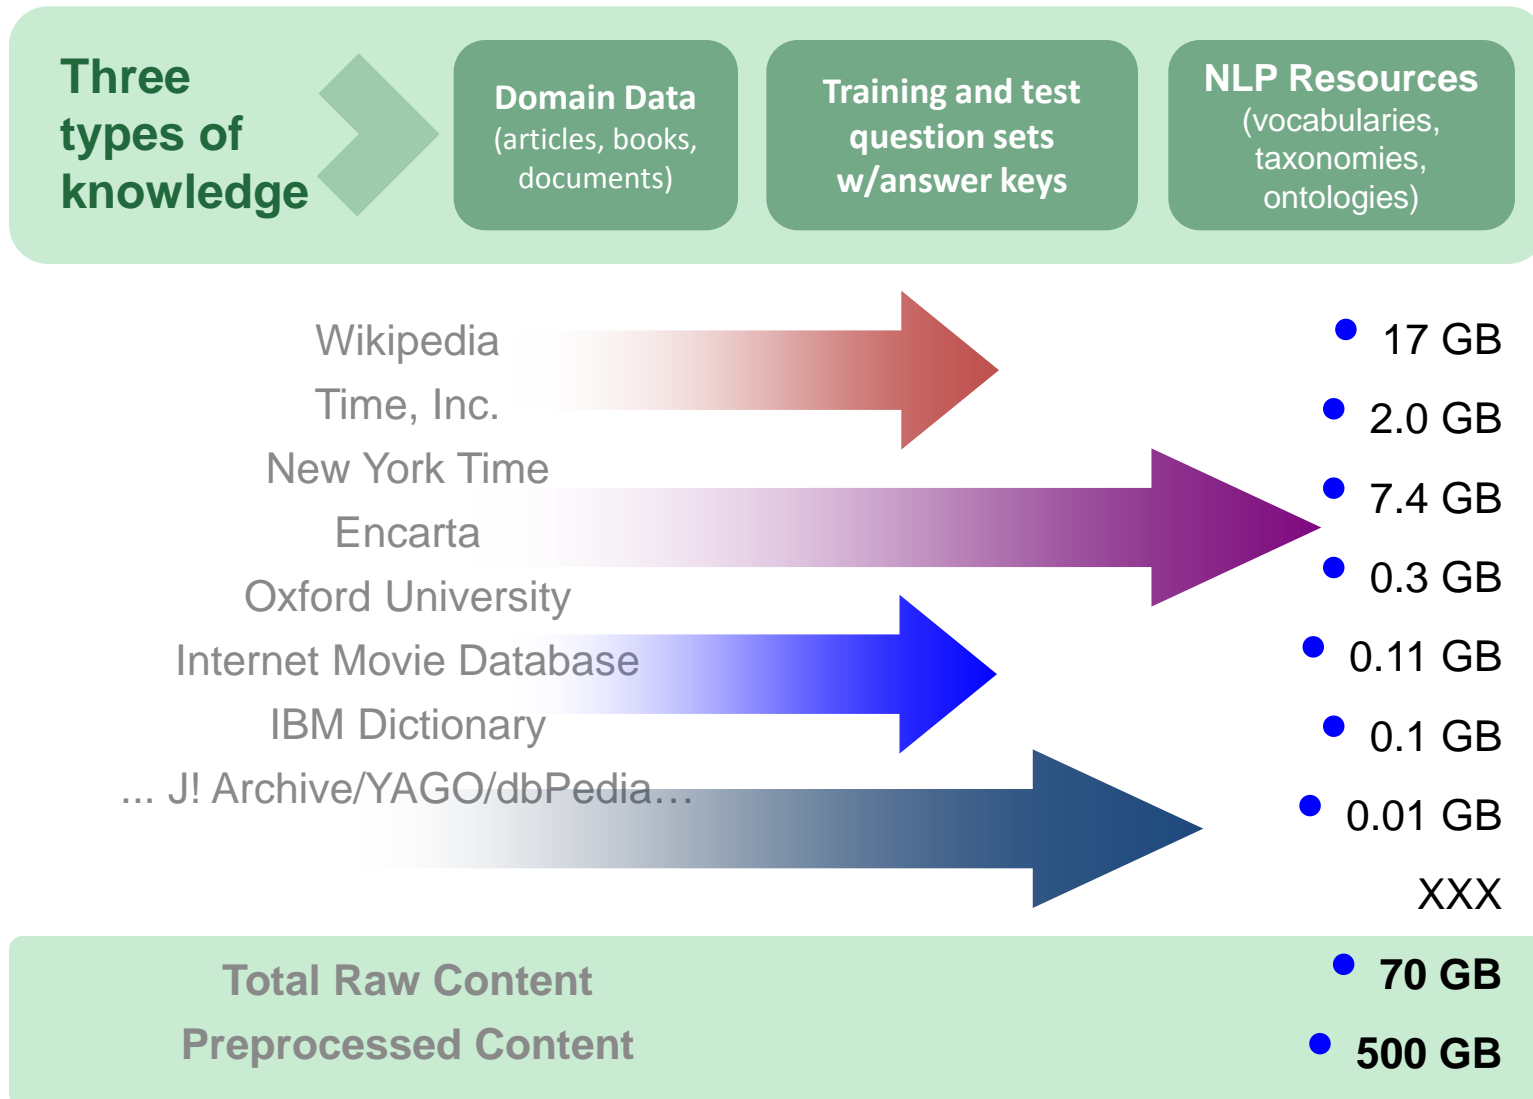 Three
types of
knowledge
Domain Data
(articles, books,
documents)
Training and test
question sets
w/answer keys
NLP Resources
(vocabularies,
taxonomies,
ontologies)
Wikipedia
Time, Inc.
New York Time
Encarta
Oxford University
Internet Movie Database
IBM Dictionary
... J! Archive/YAGO/dbPedia…
• 17 GB
• 2.0 GB
• 7.4 GB
• 0.3 GB
• 0.11 GB
• 0.1 GB
• 0.01 GB
XXX
Total Raw Content
Preprocessed Content
• 70 GB
• 500 GB